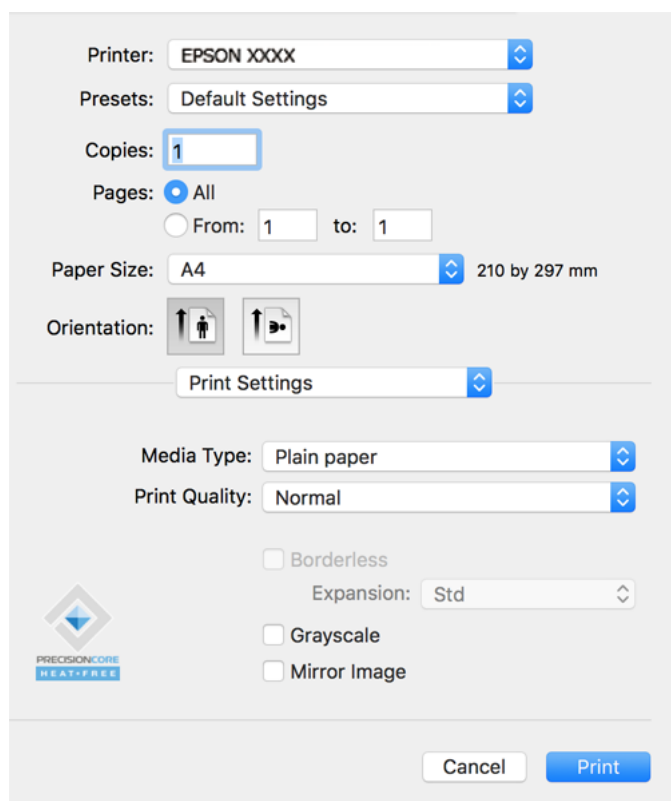 Printer: EPSON XXXX
Presets: Default Settings
Copies: 1
Pages: All
From: 1 to: 1
Paper Size: A4 210 by 297 mm
Orientation:
Print Settings
Media Type: Plain paper
Print Quality: Normal
Borderless
Expansion: Std
Grayscale
Mirror Image
PRECISIONCORE
HEAT•FREE
Cancel Print